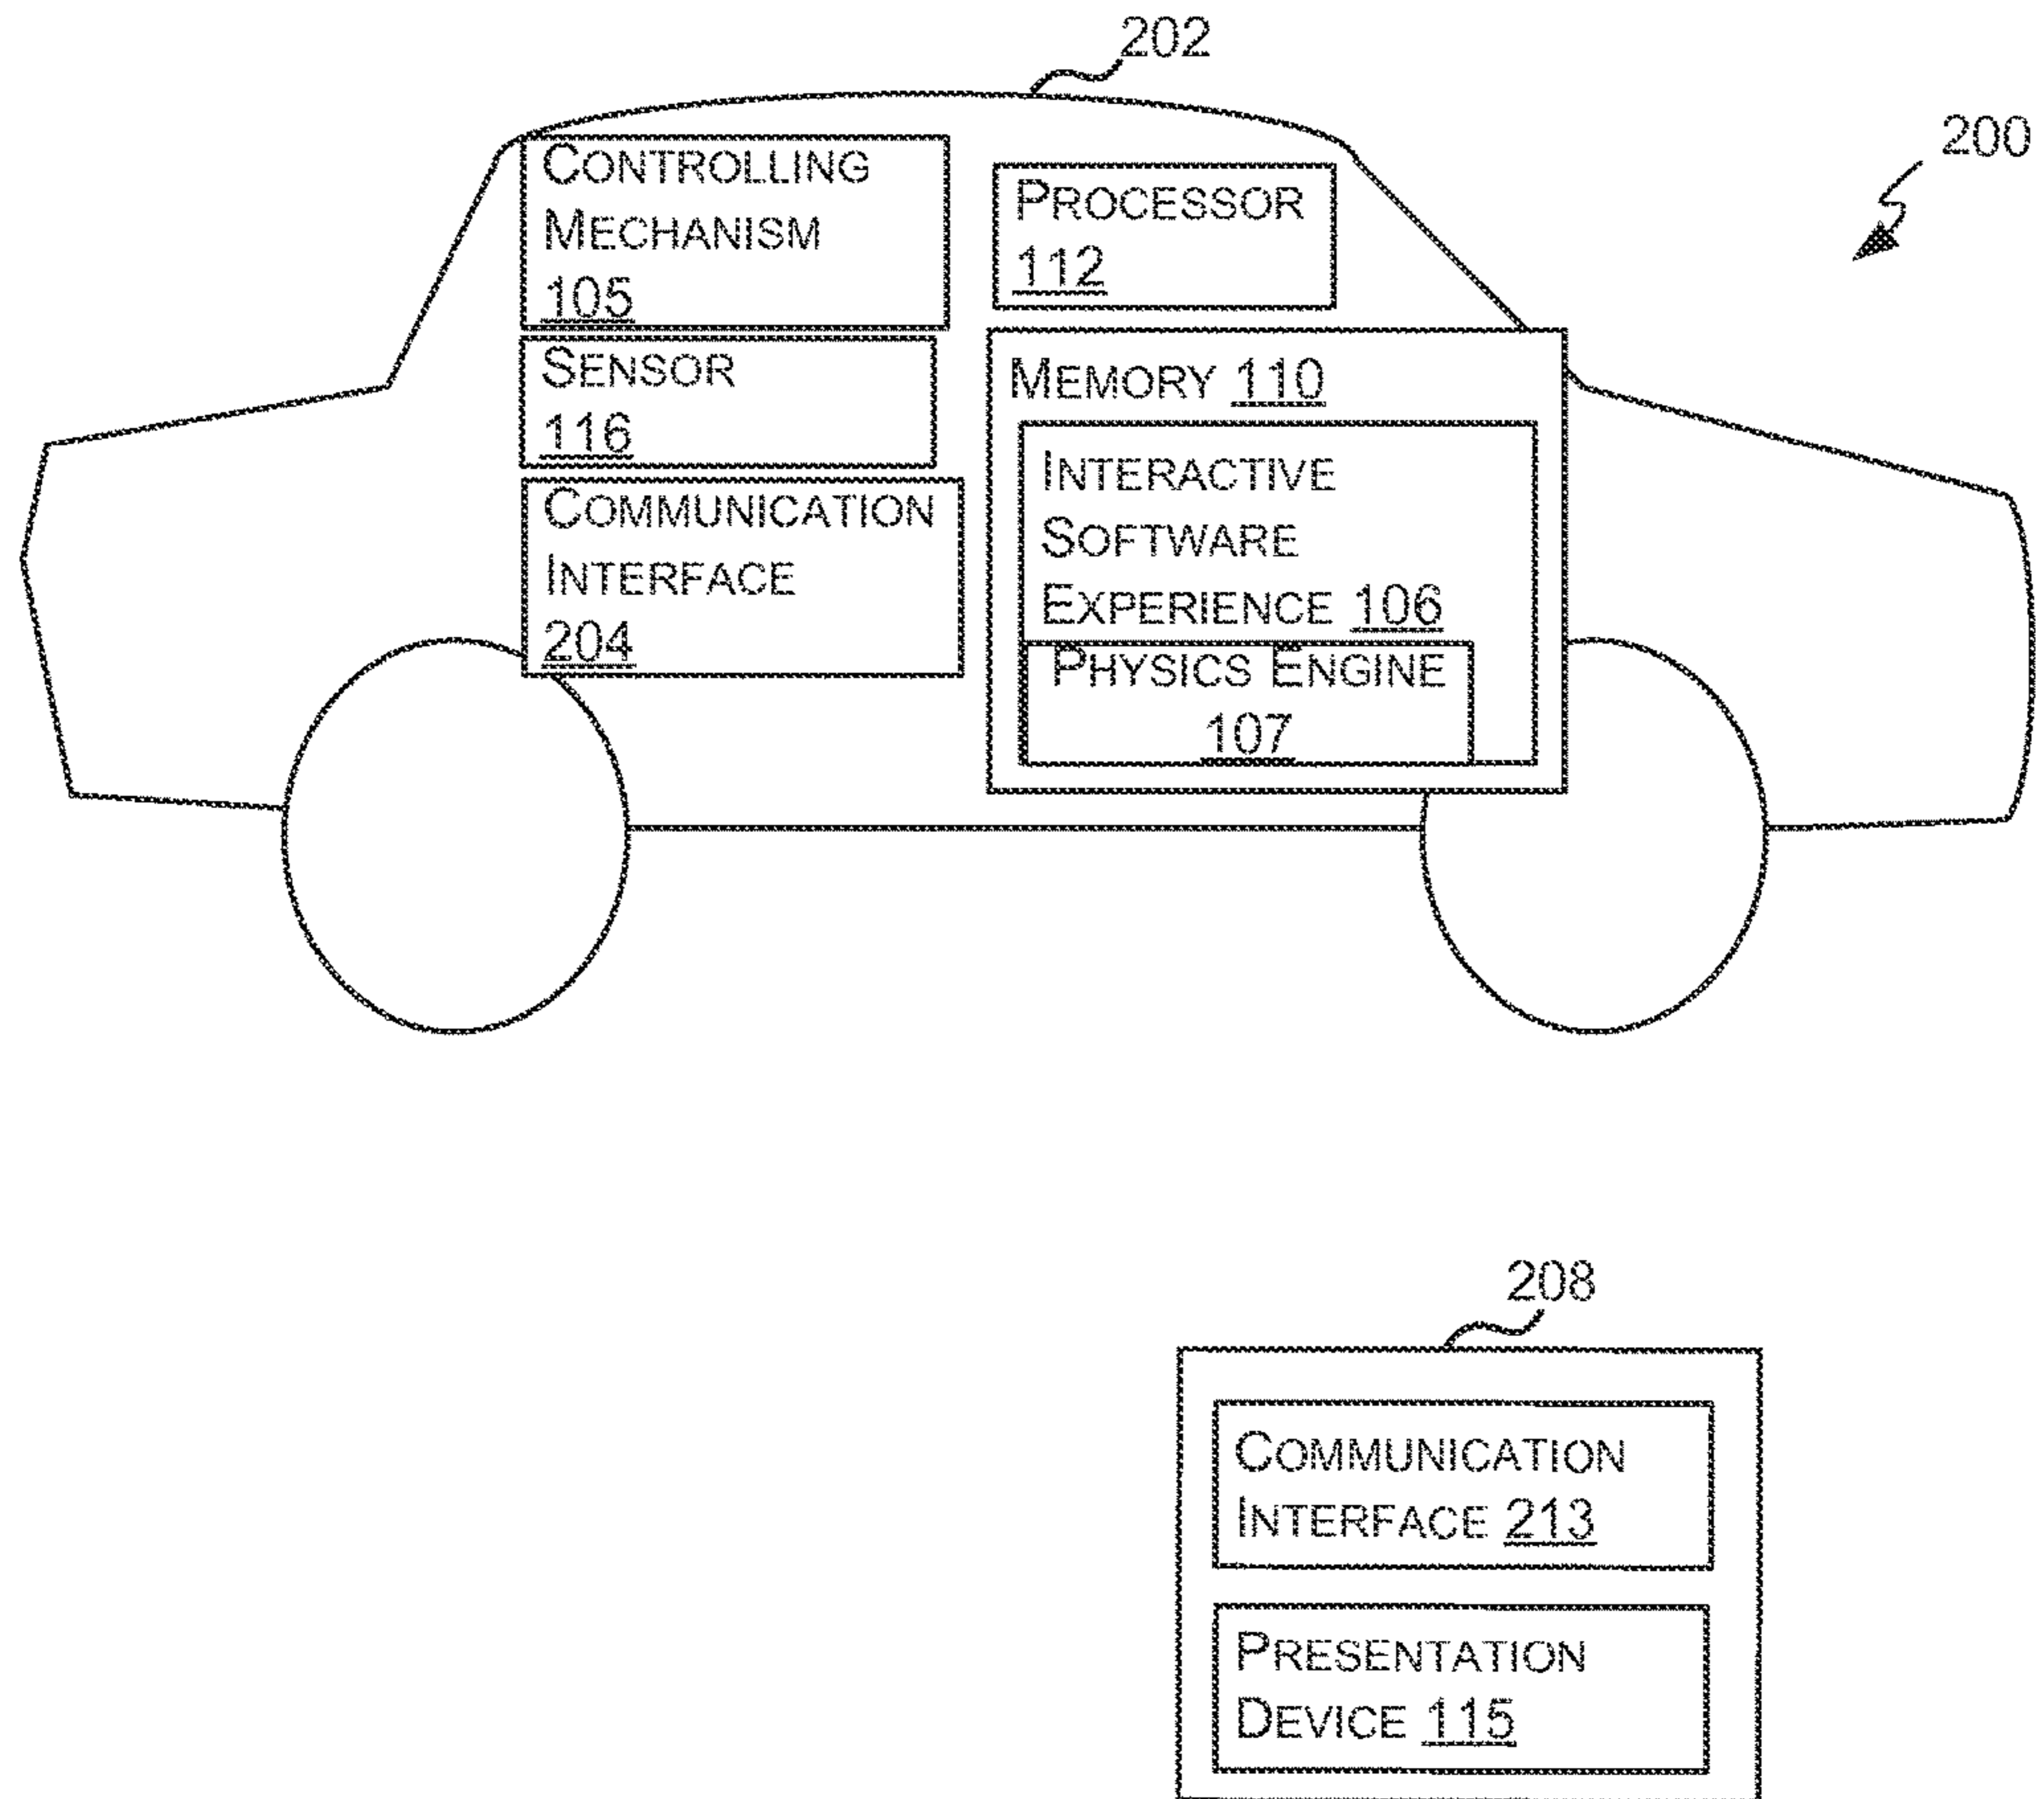 202
200
CONTROLLING
MECHANISM
105
PROCESSOR
112
SENSOR
116
MEMORY 110
COMMUNICATION
INTERFACE
204
INTERACTIVE
SOFTWARE
EXPERIENCE 106
PHYSICS ENGINE
107
208
COMMUNICATION
INTERFACE 213
PRESENTATION
DEVICE 115